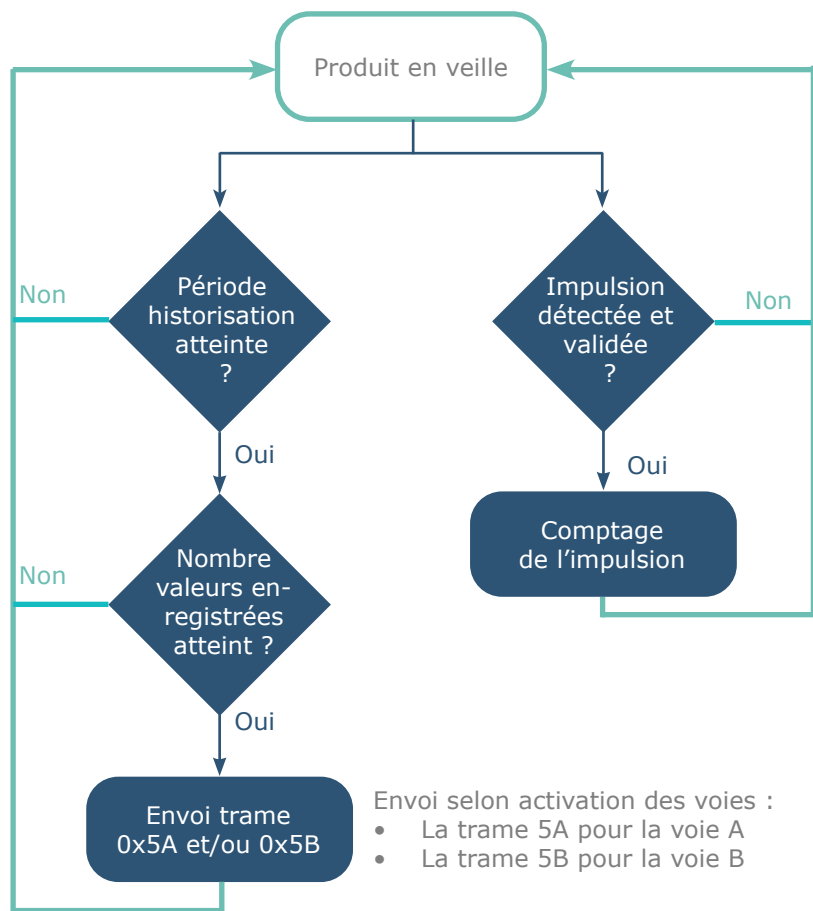 Produit en veille
Non
Période
historisation
atteinte
?
Impulsion
détectée et
validée
?
Non
Oui
Oui
Non
Nombre
valeurs en-
registrées
atteint ?
Comptage
de l’impulsion
Oui
Envoi trame
0x5A et/ou 0x5B
Envoi selon activation des voies :
• La trame 5A pour la voie A
• La trame 5B pour la voie B